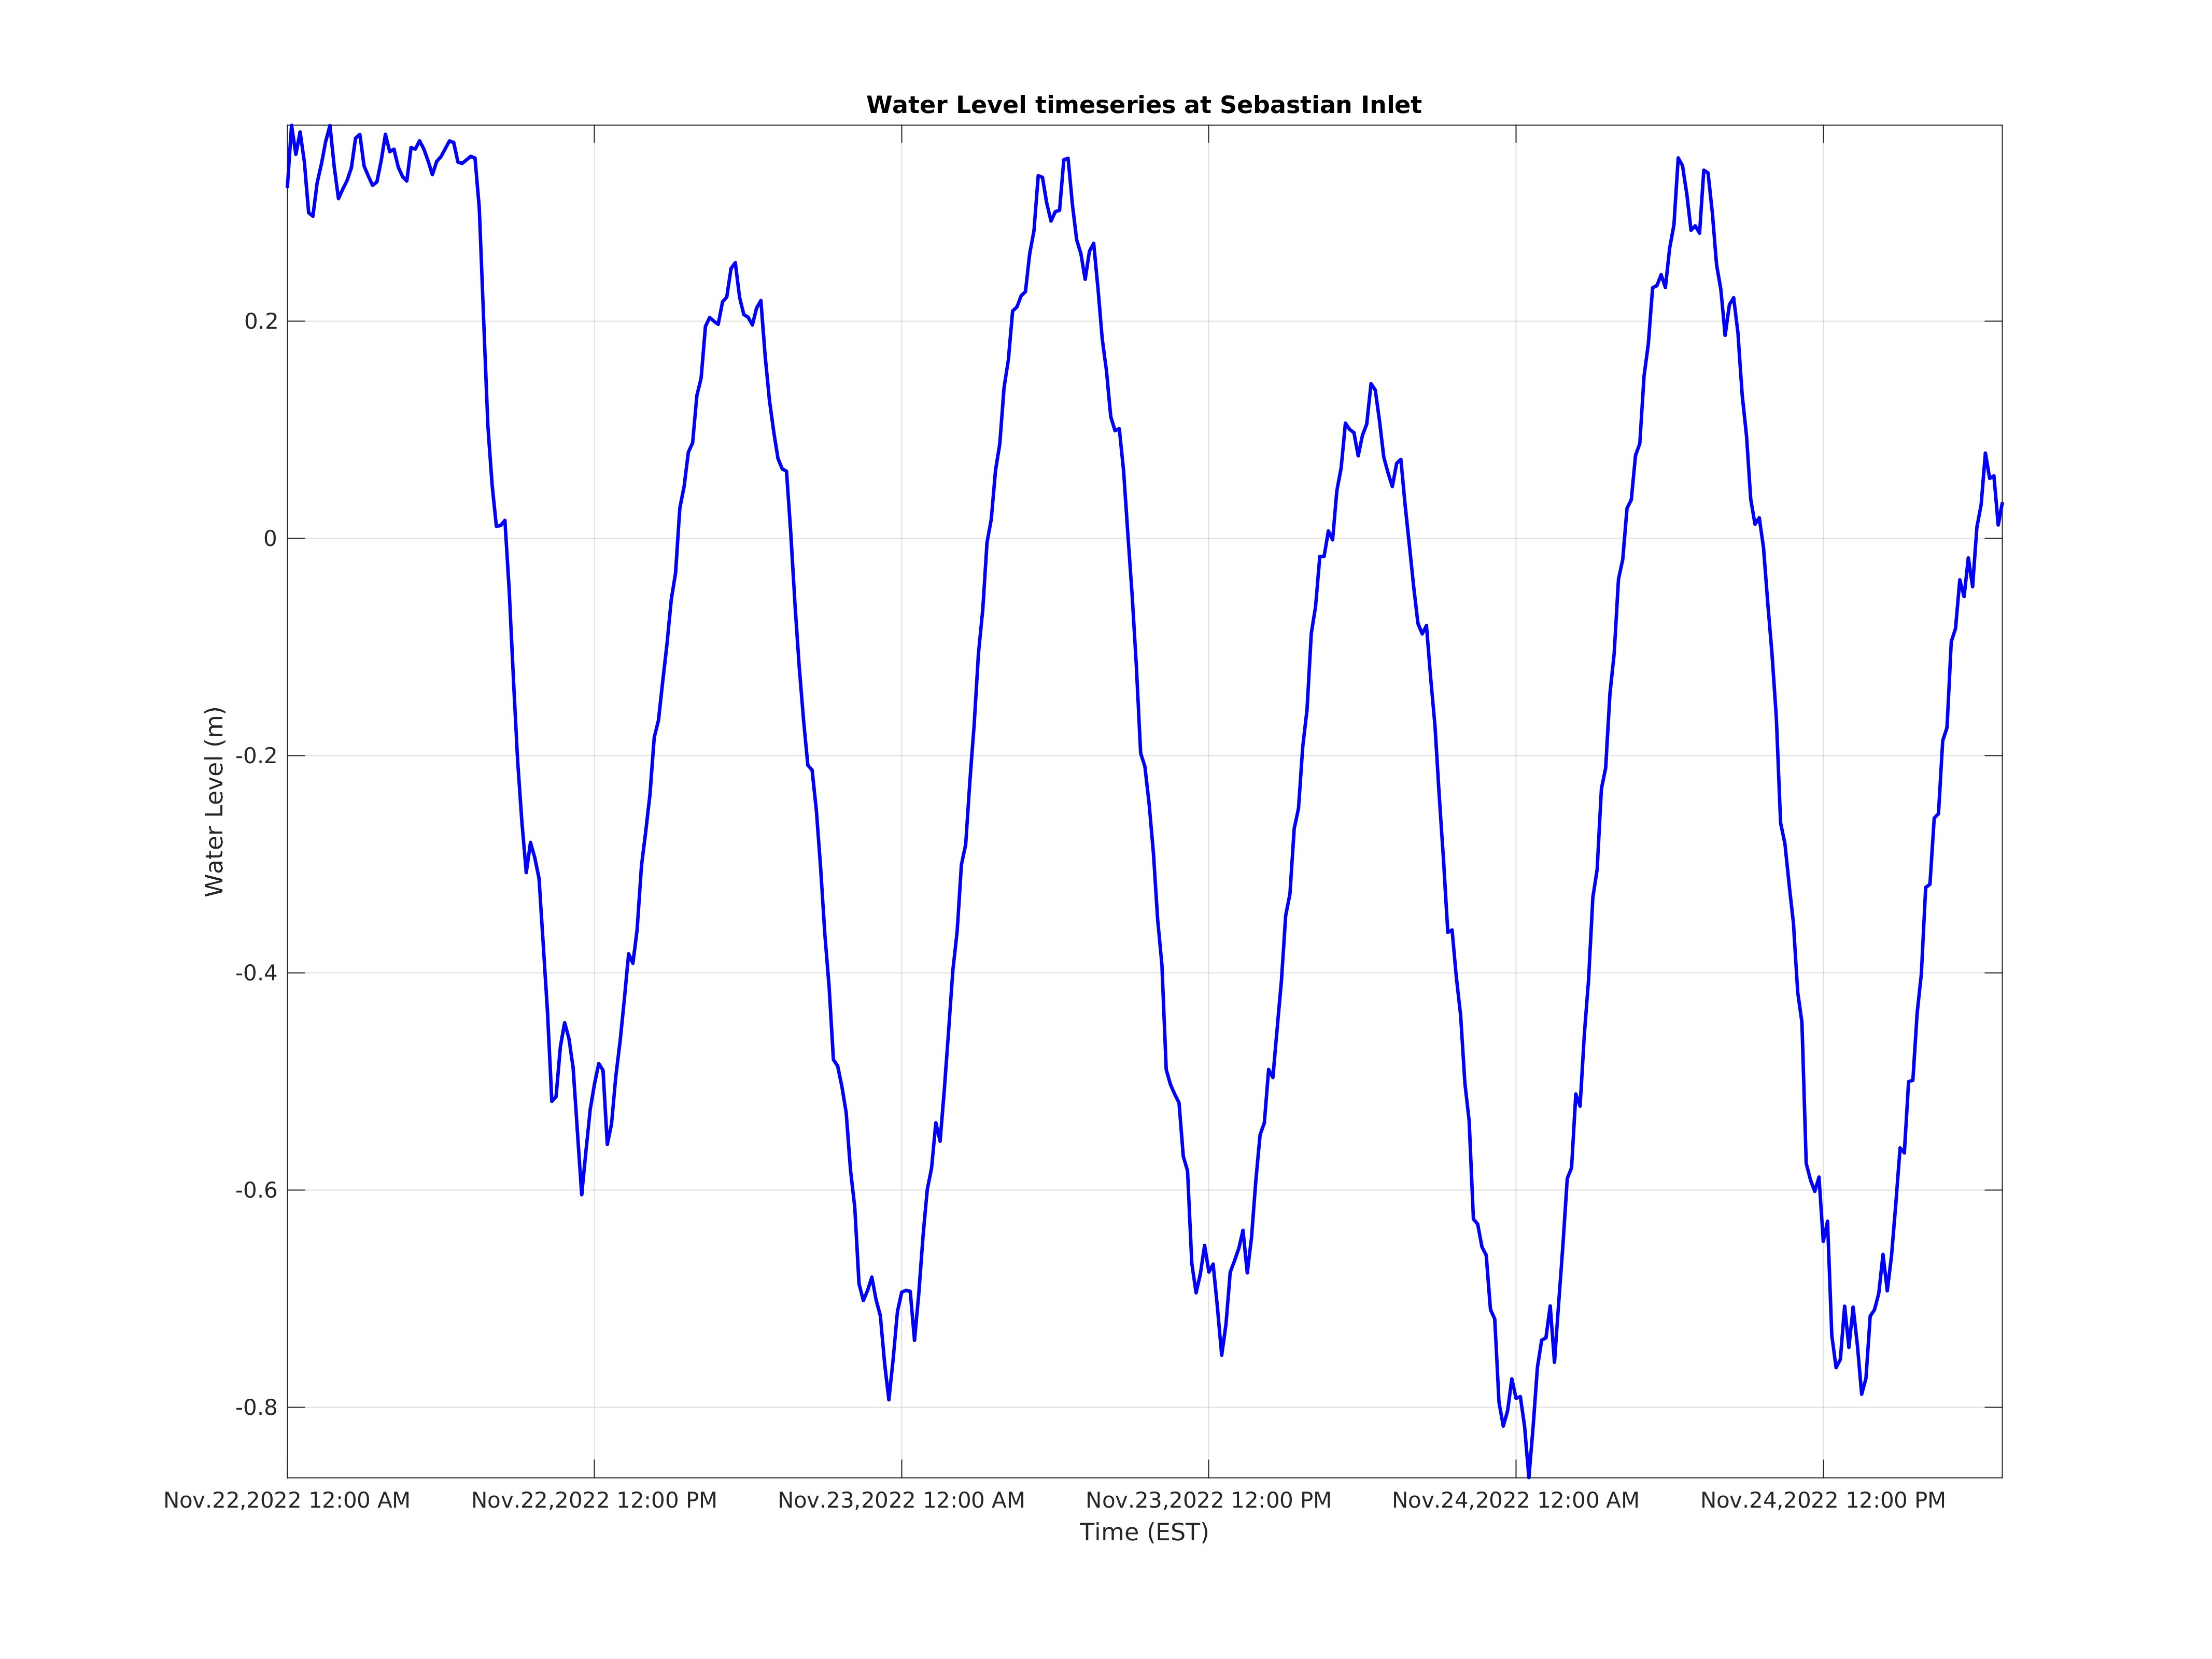 Water Level timeseries at Sebastian Inlet
0.2
0
-0.2
-0.4
-0.6
-0.8
Water Level (m)
Nov.22,2022 12:00 AM
Nov.22,2022 12:00 PM
Nov.23,2022 12:00 AM
Nov.23,2022 12:00 PM
Nov.24,2022 12:00 AM
Nov.24,2022 12:00 PM
Time (EST)